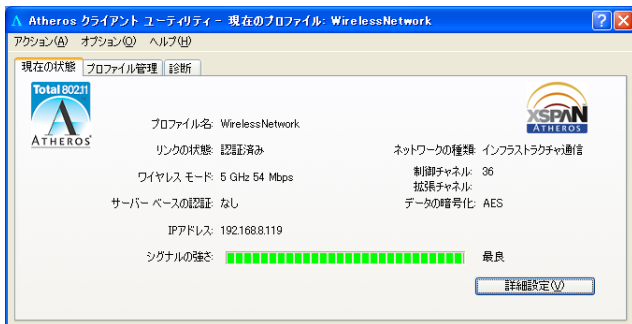 Atheros クライアント ユーティリティ - 現在のプロファイル: WirelessNetwork
アクション(A) オプション(O) ヘルプ(H)
現在の状態 プロファイル管理 診断
Total 802.11
ATHEROS
XSPAN
ATHEROS
プロファイル名: WirelessNetwork
リンクの状態: 認証済み
ネットワークの種類: インフラストラクチャ通信
ワイヤレス モード: 5 GHz 54 Mbps
制御チャネル: 36
拡張チャネル:
サーバー ベースの認証: なし
データの暗号化: AES
IPアドレス: 192.168.8.119
シグナルの強さ: 最良
詳細設定(V)